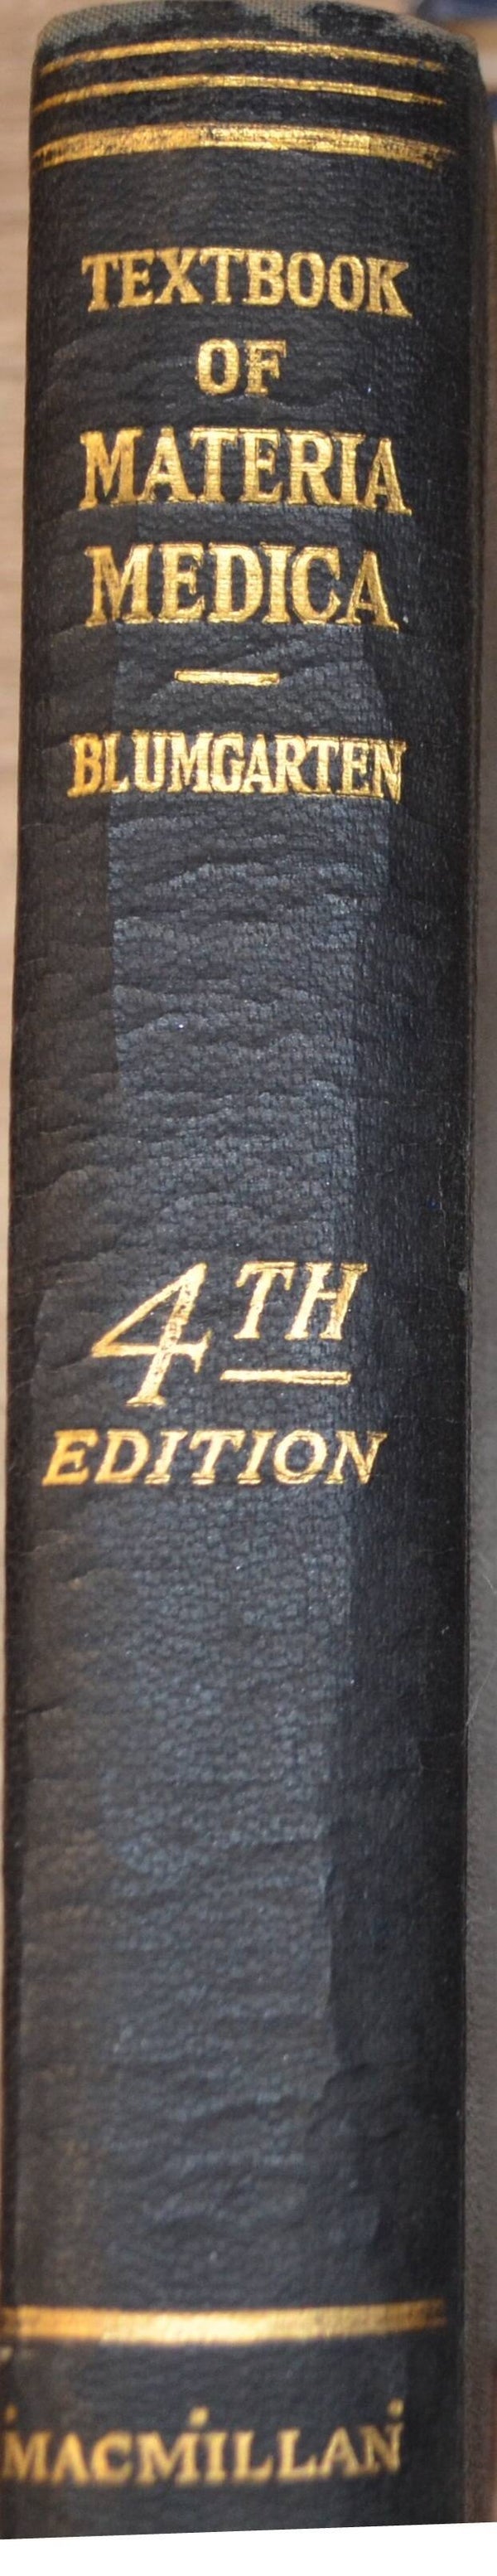 TEXTBOOK
OF
MATERIA
MEDICA
BLUMGARTEN
4TH
EDITION
MACMILLAN